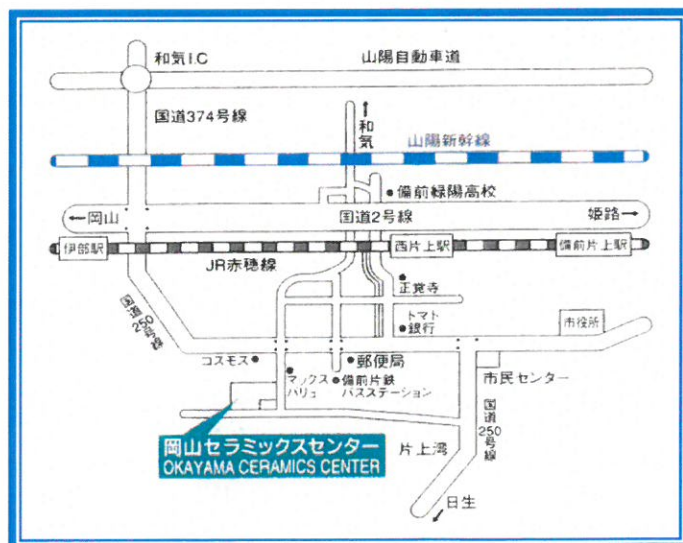 和気I.C
山陽自動車道
国道374号線
和気
山陽新幹線
備前緑陽高校
岡山
国道2号線
姫路
伊部駅
西片上駅
備前片上駅
JR赤穂線
正覚寺
国道250号線
トマト
銀行
市役所
コスモス
郵便局
マックス
バリュ
備前片鉄
バスステーション
市民センター
国道250号線
岡山セラミックスセンター
OKAYAMA CERAMICS CENTER
片上湾
日生